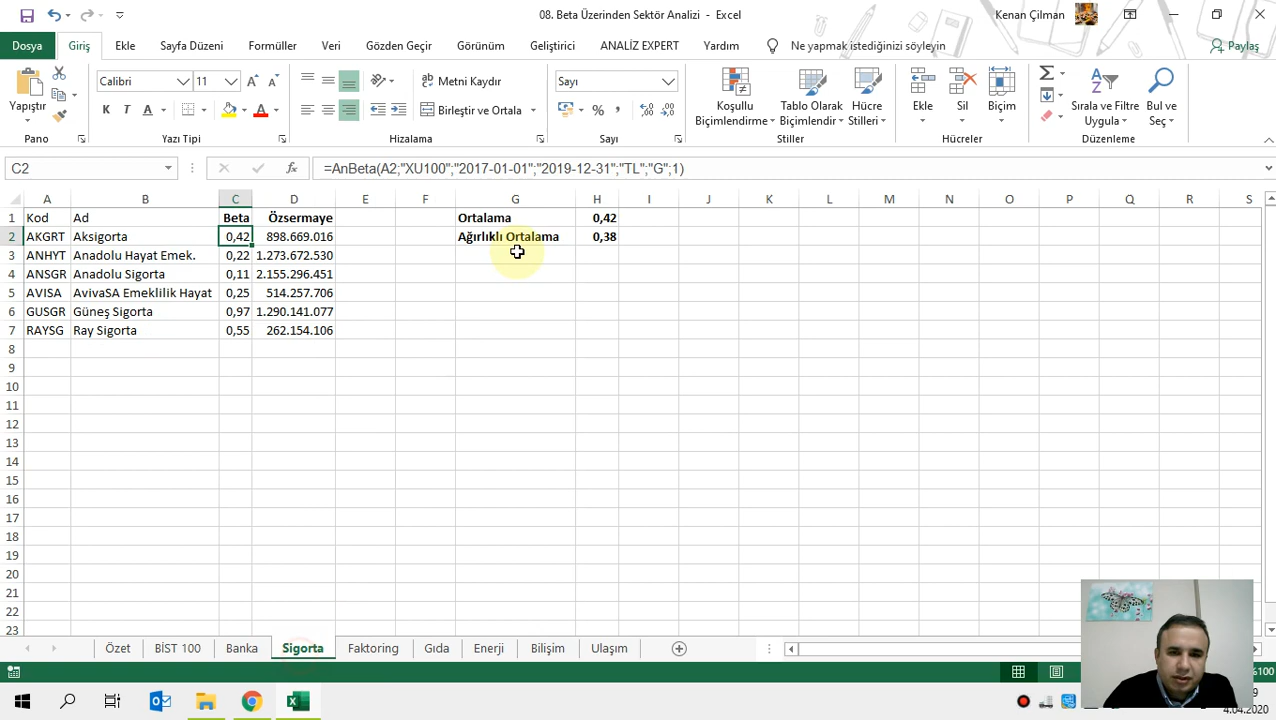 08. Beta Üzerinden Sektör Analizi - Excel
Kenan Çilman
Dosya Giriş Ekle Sayfa Düzeni Formüller Veri Gözden Geçir Görünüm Geliştirici ANALİZ EXPERT Yardım Ne yapmak istediğinizi söyleyin Paylaş
Calibri 11 Metni Kaydır Sayı
Yapıştır K T A Birleştir ve Ortala % Koşullu Biçimlendirme Tablo Olarak Biçimlendir Hücre Stilleri Ekle Sil Biçim Sıralа ve Filtre Uygula Bul ve Seç
Pano Yazı Tipi Hizalama Sayı Stiller Hücreler Düzenleme
C2 fx =AnBeta(A2;"XU100";"2017-01-01";"2019-12-31";"TL";"G";1)
A B C D E F G H I J K L M N O P Q R S
1 Kod Ad Beta Özsermaye Ortalama 0,42
2 AKGRT Aksigorta 0,42 898.669.016 Ağırlıklı Ortalama 0,38
3 ANHYT Anadolu Hayat Emek. 0,22 1.273.672.530
4 ANSGR Anadolu Sigorta 0,11 2.155.296.451
5 AVISA AvivaSA Emeklilik Hayat 0,25 514.257.706
6 GUSGR Güneş Sigorta 0,97 1.290.141.077
7 RAYSG Ray Sigorta 0,55 262.154.106
8
9
10
11
12
13
14
15
16
17
18
19
20
21
22
23
Özet BİST 100 Banka Sigorta Faktoring Gıda Enerji Bilişim Ulaşım
%100
4.04.2020